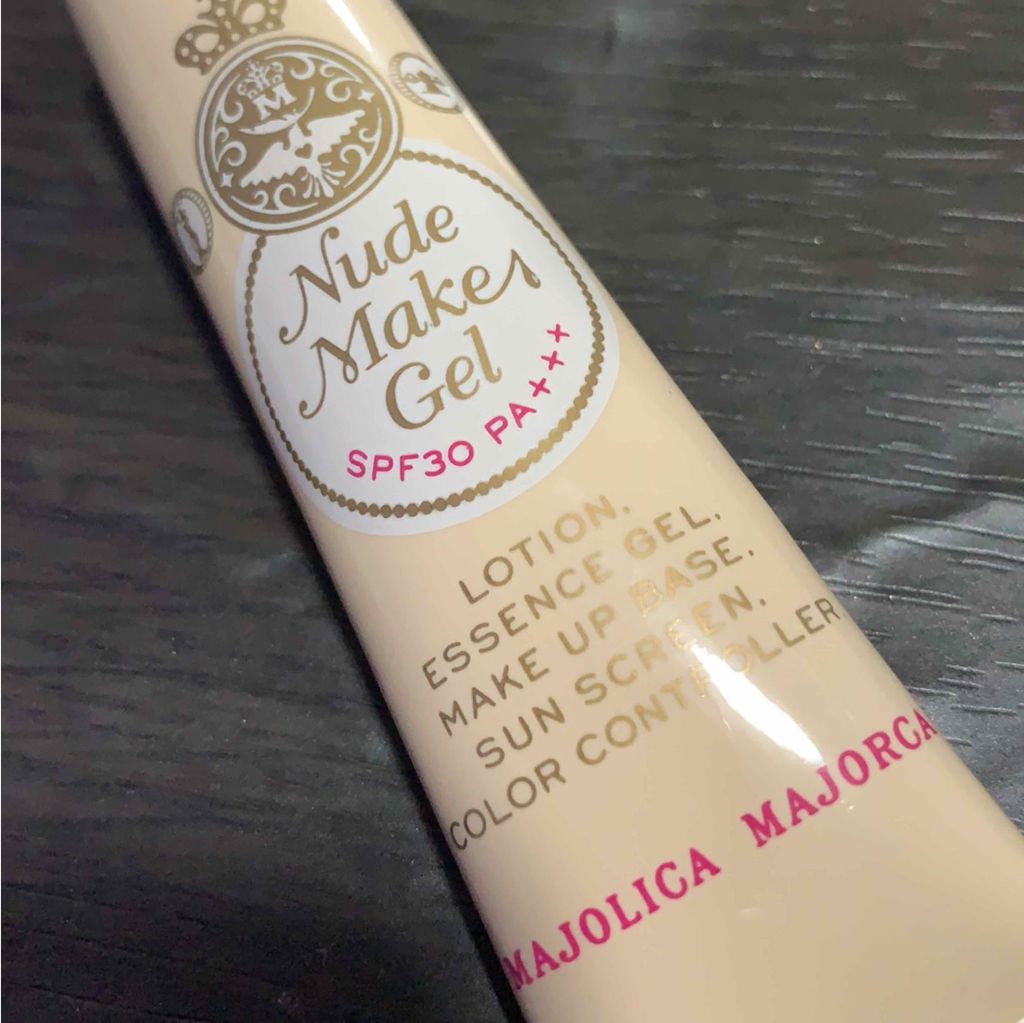 M
Nude
Make
Gel
SPF30 PA+++
LOTION.
ESSENCE GEL.
MAKE UP BASE.
SUN SCREEN.
COLOR CONTROLLER
MAJOLICA MAJORCA